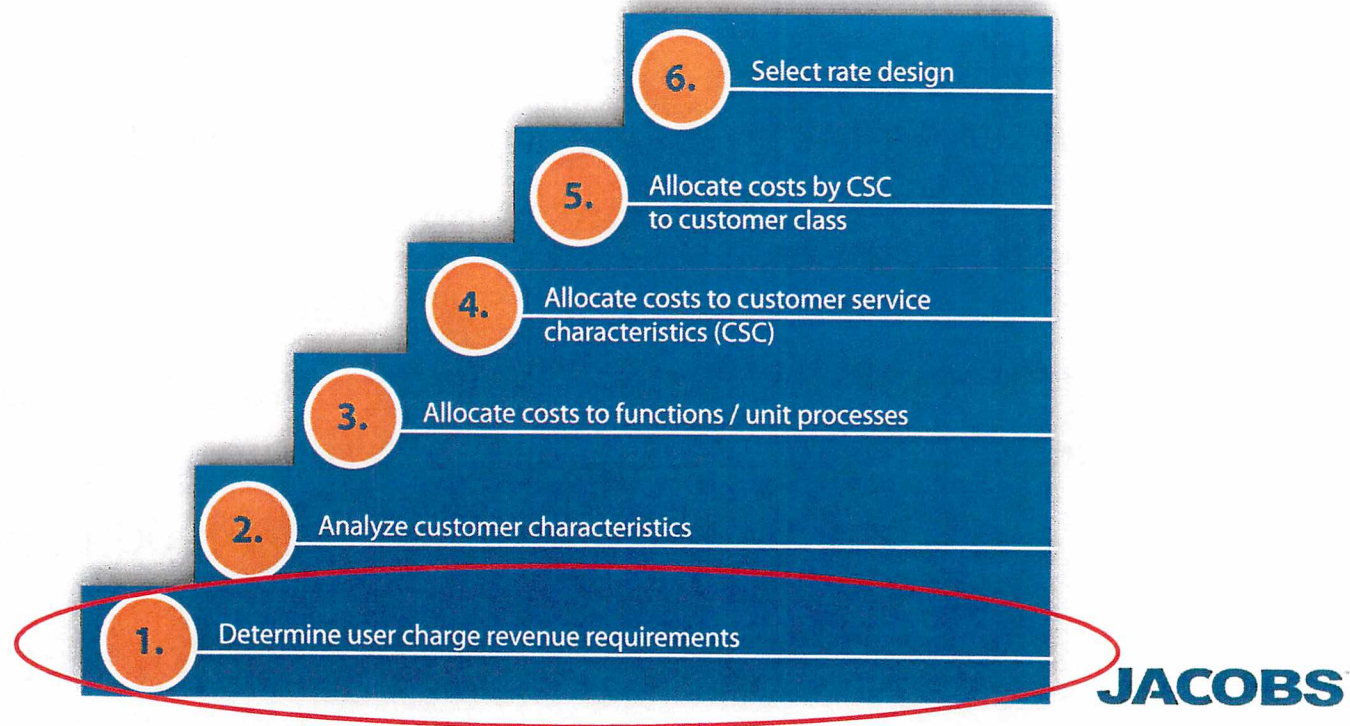 6.
Select rate design
5.
Allocate costs by CSC
to customer class
4.
Allocate costs to customer service
characteristics (CSC)
3.
Allocate costs to functions / unit processes
2.
Analyze customer characteristics
1.
Determine user charge revenue requirements
JACOBS